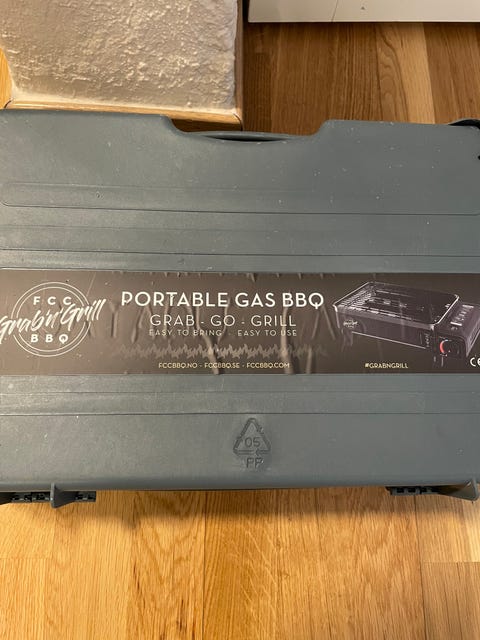 FCC
Grab'n'Grill
BBQ
PORTABLE GAS BBQ
GRAB - GO - GRILL
EASY TO BRING - EASY TO USE
FCCBBQ.NO - FCCBBQ.SE - FCCBBQ.COM
#GRABNGRILL
CE
05
PP